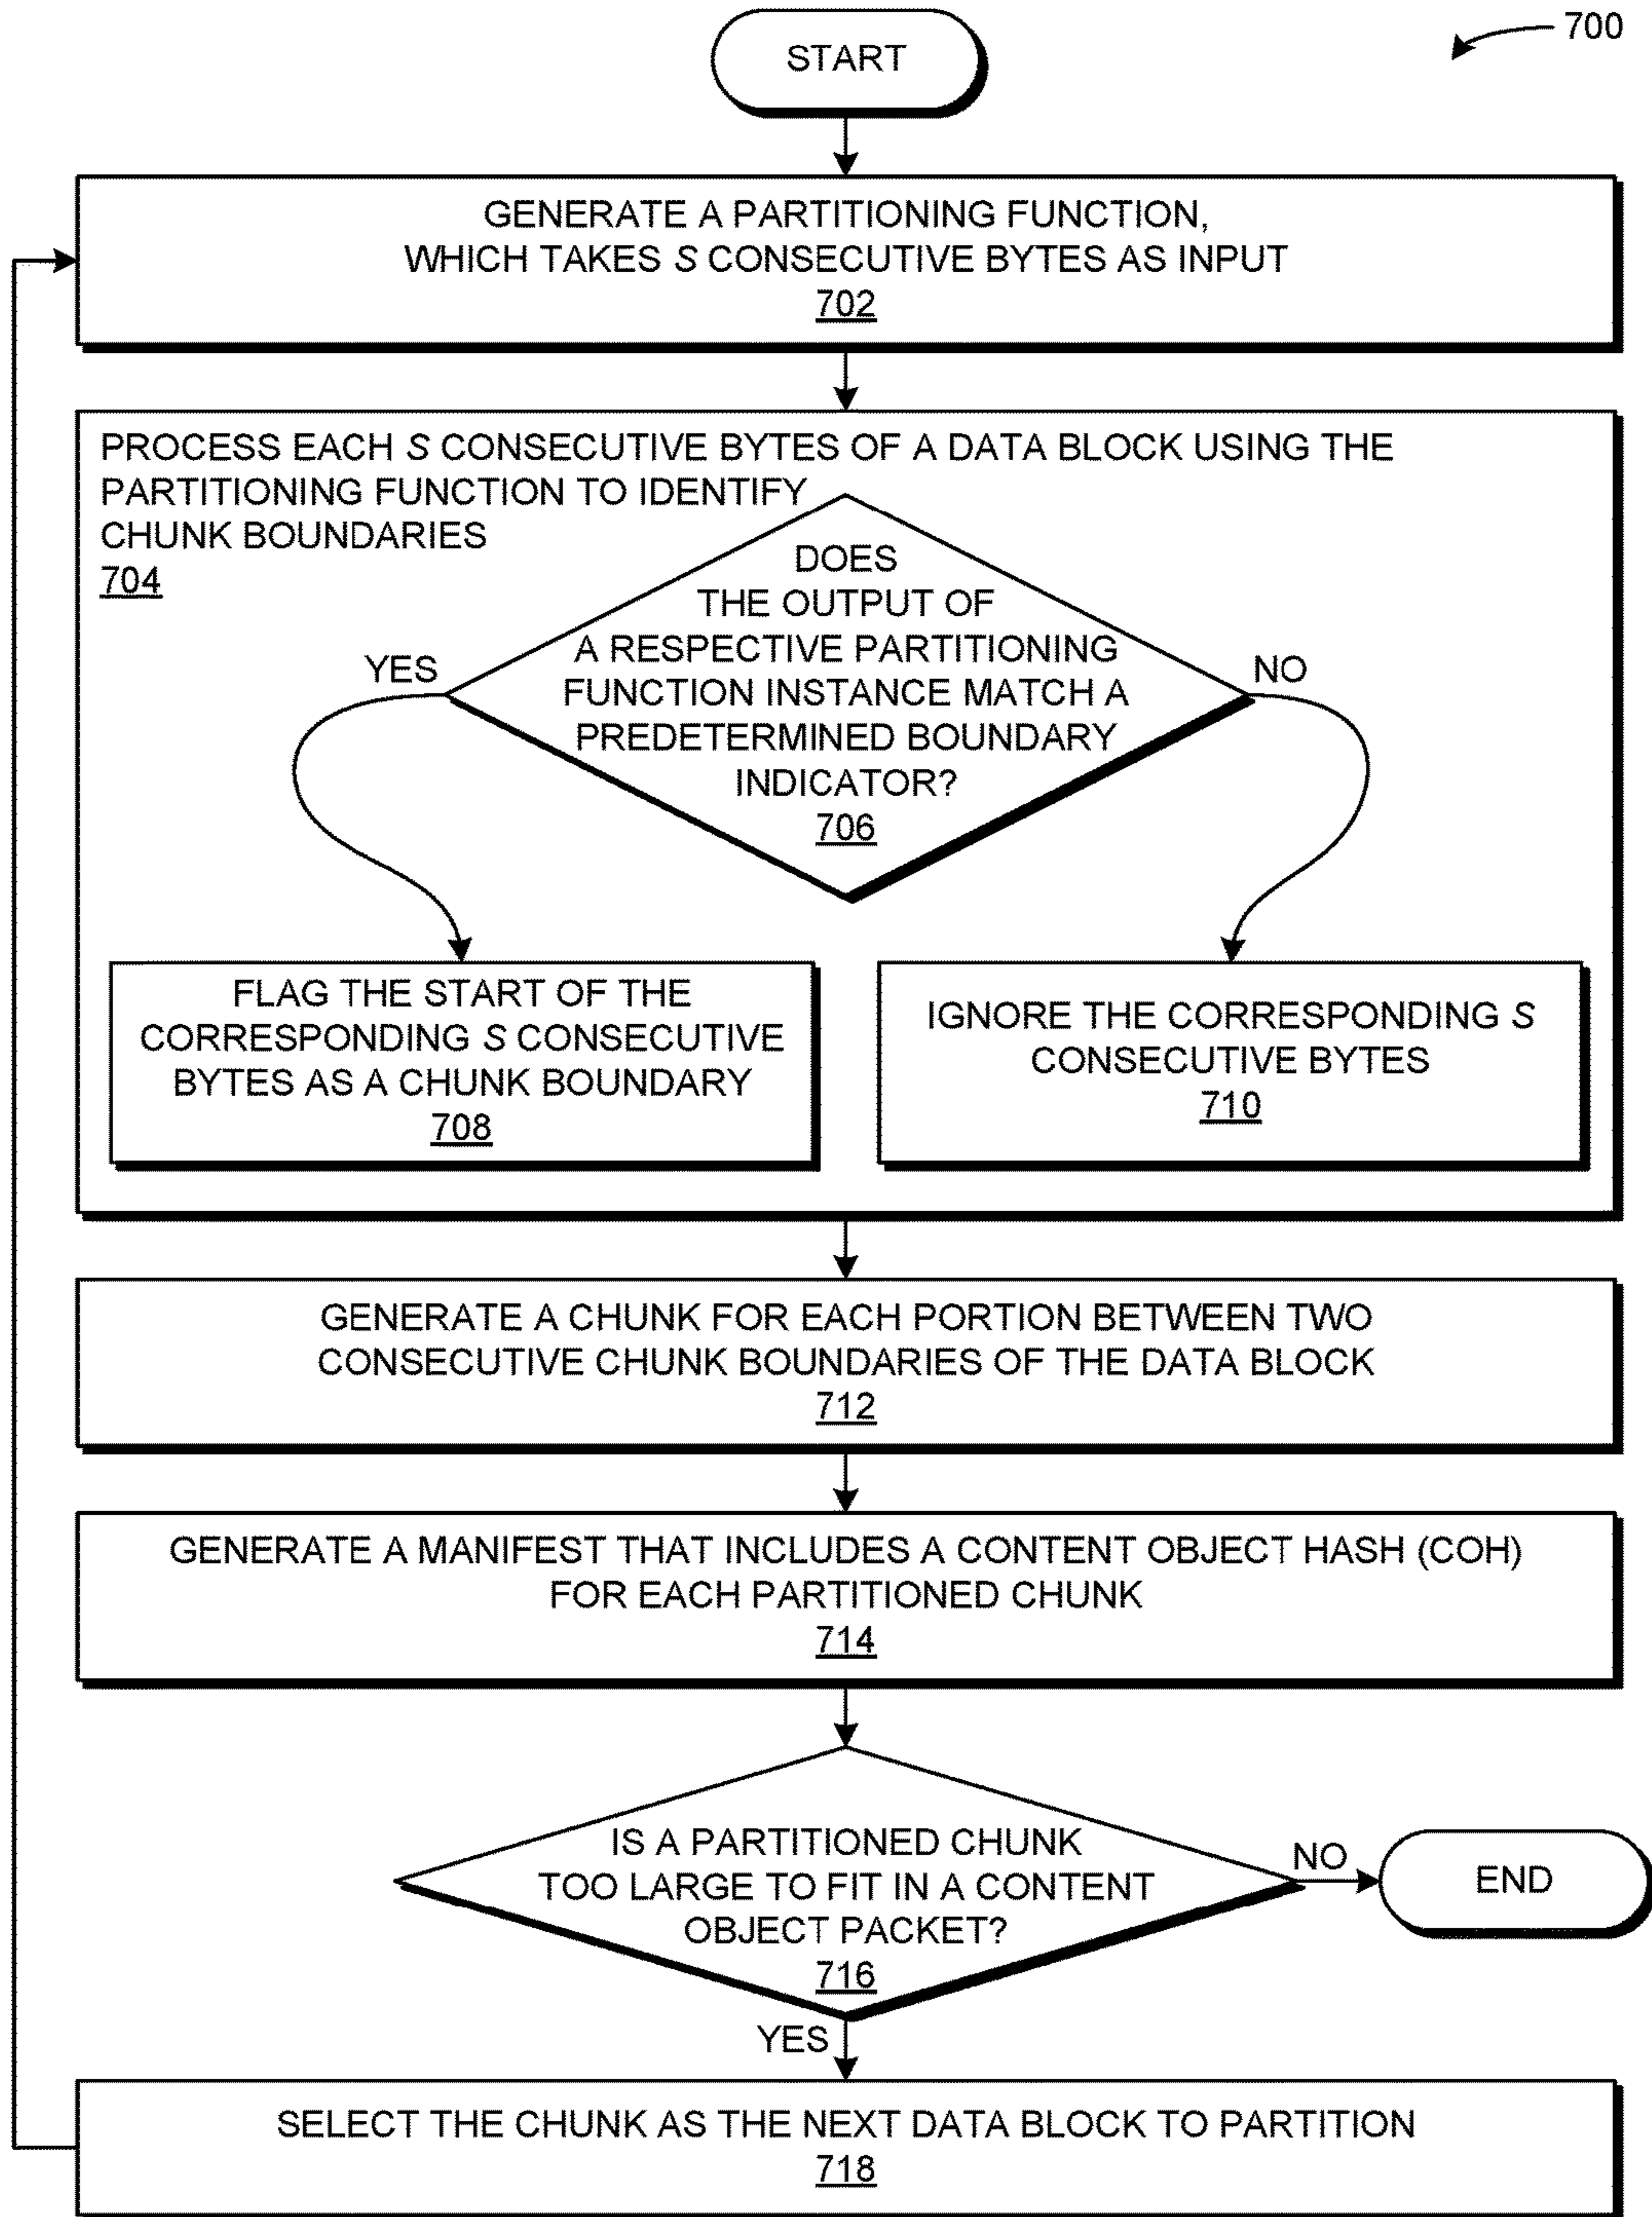 700
START
GENERATE A PARTITIONING FUNCTION,
WHICH TAKES S CONSECUTIVE BYTES AS INPUT
702
PROCESS EACH S CONSECUTIVE BYTES OF A DATA BLOCK USING THE
PARTITIONING FUNCTION TO IDENTIFY
CHUNK BOUNDARIES
704
DOES
THE OUTPUT OF
A RESPECTIVE PARTITIONING
FUNCTION INSTANCE MATCH A
PREDETERMINED BOUNDARY
INDICATOR?
706
YES
NO
FLAG THE START OF THE
CORRESPONDING S CONSECUTIVE
BYTES AS A CHUNK BOUNDARY
708
IGNORE THE CORRESPONDING S
CONSECUTIVE BYTES
710
GENERATE A CHUNK FOR EACH PORTION BETWEEN TWO
CONSECUTIVE CHUNK BOUNDARIES OF THE DATA BLOCK
712
GENERATE A MANIFEST THAT INCLUDES A CONTENT OBJECT HASH (COH)
FOR EACH PARTITIONED CHUNK
714
IS A PARTITIONED CHUNK
TOO LARGE TO FIT IN A CONTENT
OBJECT PACKET?
716
NO
END
YES
SELECT THE CHUNK AS THE NEXT DATA BLOCK TO PARTITION
718